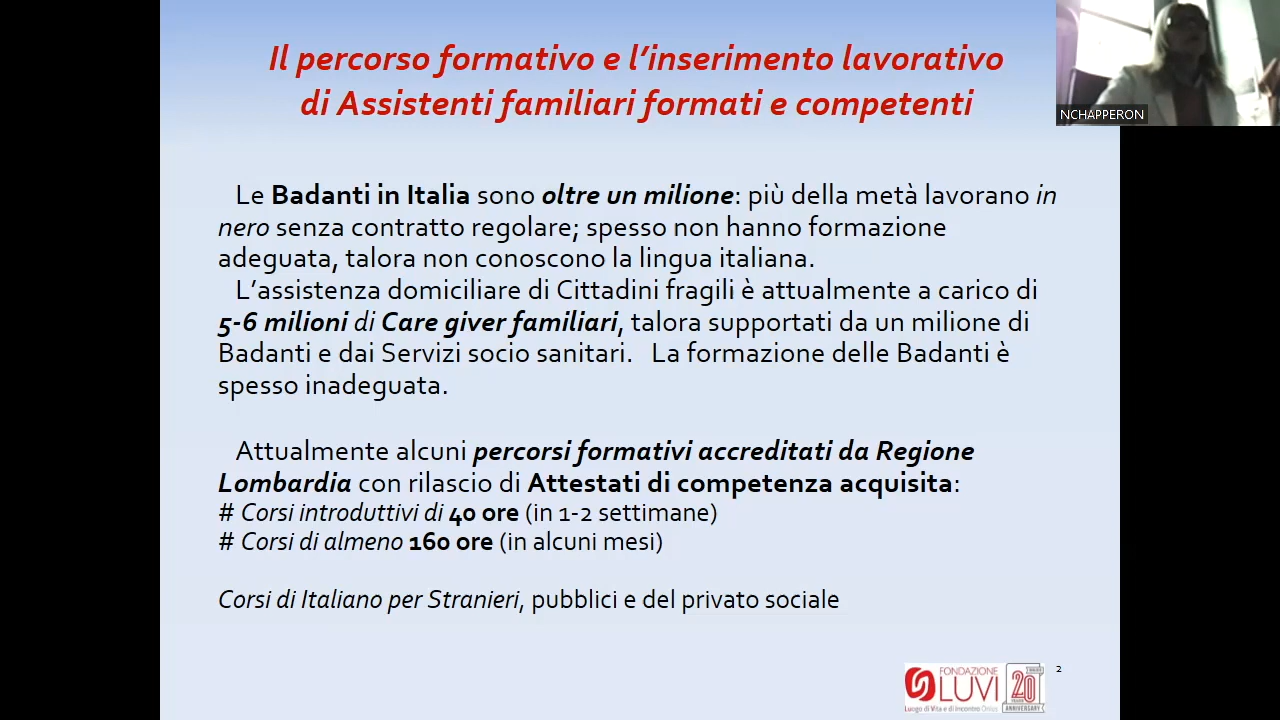 Il percorso formativo e l'inserimento lavorativo
di Assistenti familiari formati e competenti
NCHAPPERON
Le Badanti in Italia sono oltre un milione: più della metà lavorano in
nero senza contratto regolare; spesso non hanno formazione
adeguata, talora non conoscono la lingua italiana.
L'assistenza domiciliare di Cittadini fragili è attualmente a carico di
5-6 milioni di Care giver familiari, talora supportati da un milione di
Badanti e dai Servizi socio sanitari. La formazione delle Badanti è
spesso inadeguata.
Attualmente alcuni percorsi formativi accreditati da Regione
Lombardia con rilascio di Attestati di competenza acquisita:
# Corsi introduttivi di 40 ore (in 1-2 settimane)
# Corsi di almeno 160 ore (in alcuni mesi)
Corsi di Italiano per Stranieri, pubblici e del privato sociale
FONDAZIONE
LUVI
Luogo di Vita e di incontro Onlus
20
ANNIVERSARY
2